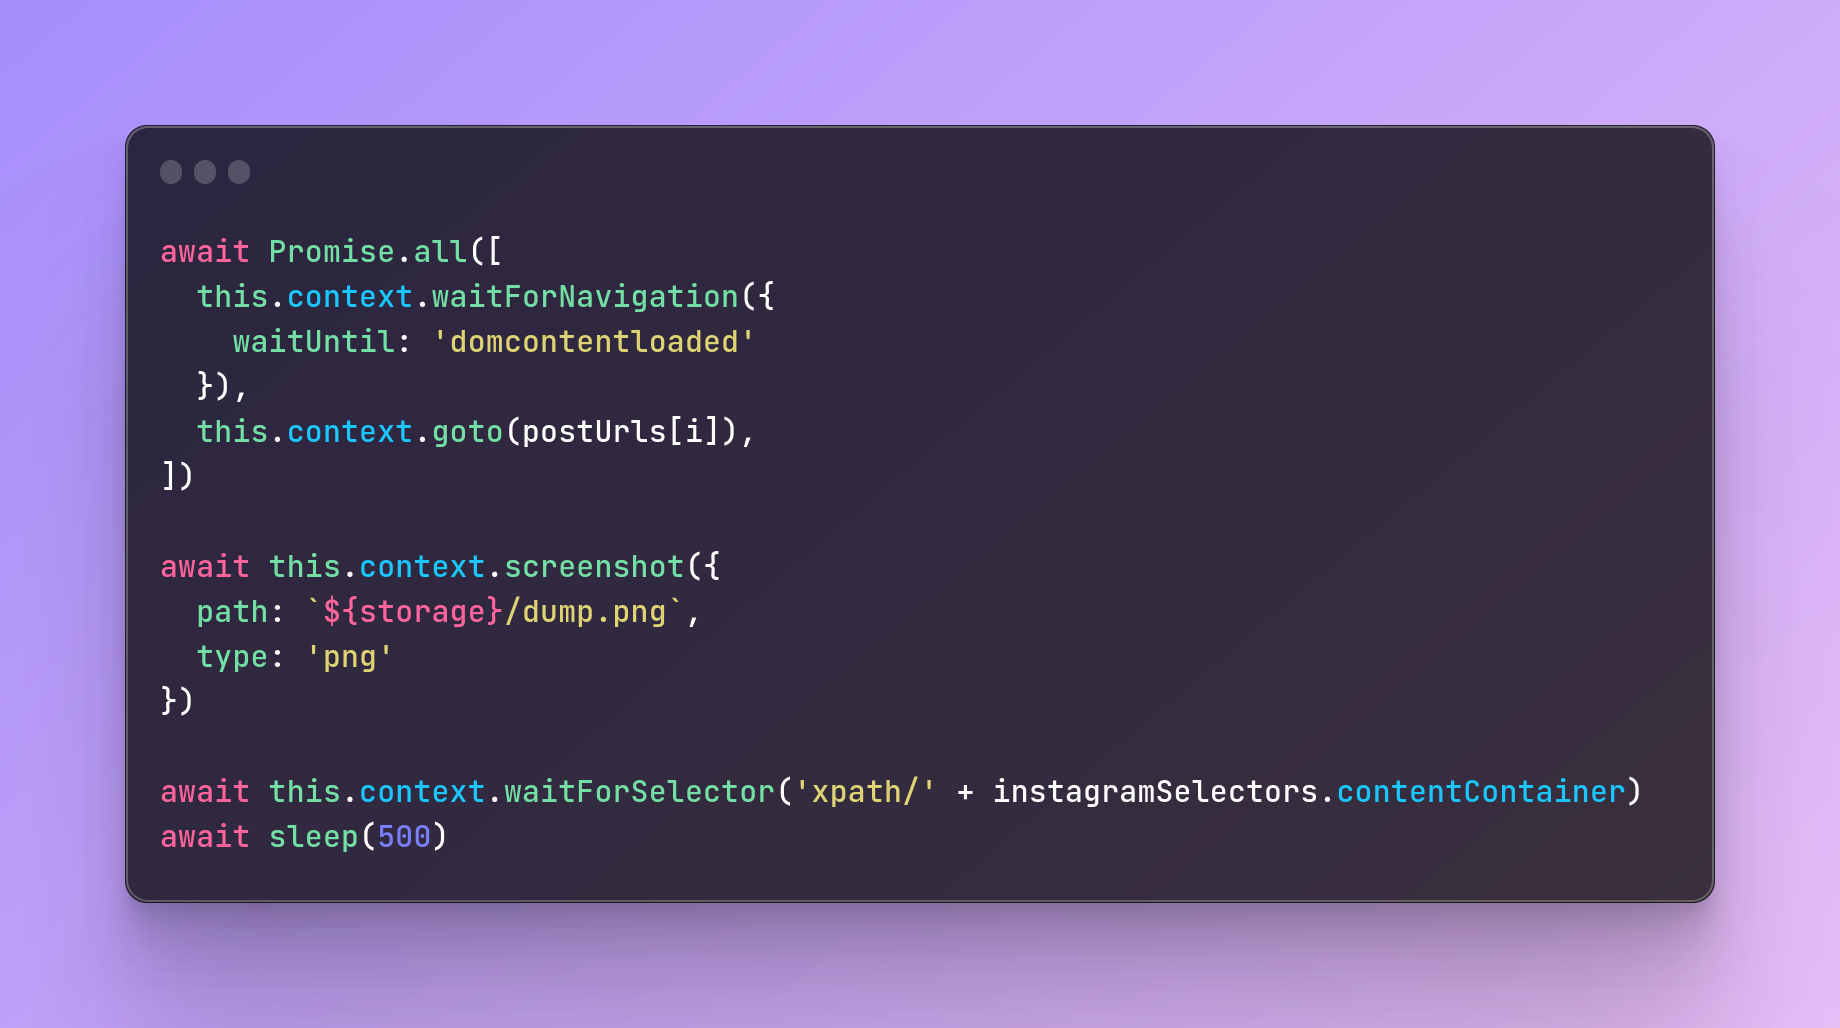 await Promise.all([
  this.context.waitForNavigation({
    waitUntil: 'domcontentloaded'
  }),
  this.context.goto(postUrls[i]),
])

await this.context.screenshot({
  path: `${storage}/dump.png`,
  type: 'png'
})

await this.context.waitForSelector('xpath/' + instagramSelectors.contentContainer)
await sleep(500)